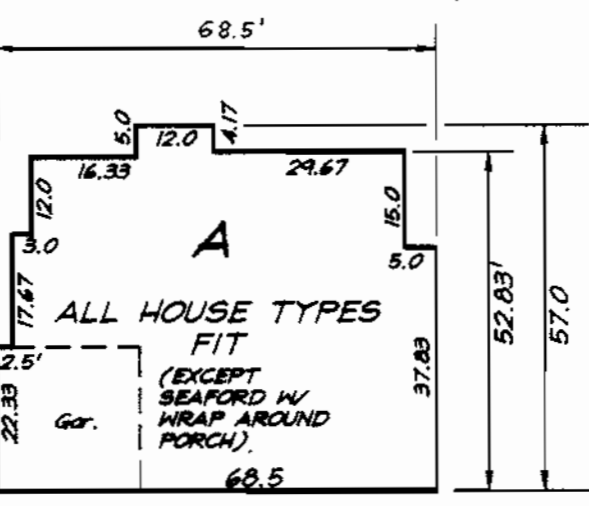 68.5'
5.0
12.0
4.17
16.33
29.67
12.0
15.0
A
3.0
5.0
17.67
ALL HOUSE TYPES
FIT
(EXCEPT
SEAFORD W/
WRAP AROUND
PORCH).
2.5'
22.33
Gar.
37.83
52.83'
57.0
68.5